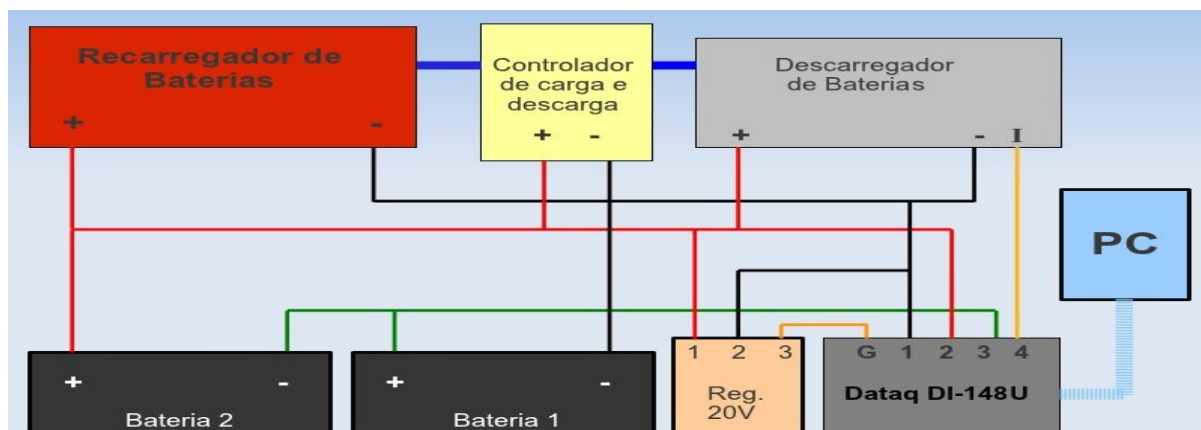 Recarregador de
Baterias
+ -
Controlador
de carga e
descarga
+ -
Descarregador
de Baterias
+ - I
PC
+ -
Bateria 2
+ -
Bateria 1
1 2 3
Reg.
20V
G 1 2 3 4
Dataq DI-148U